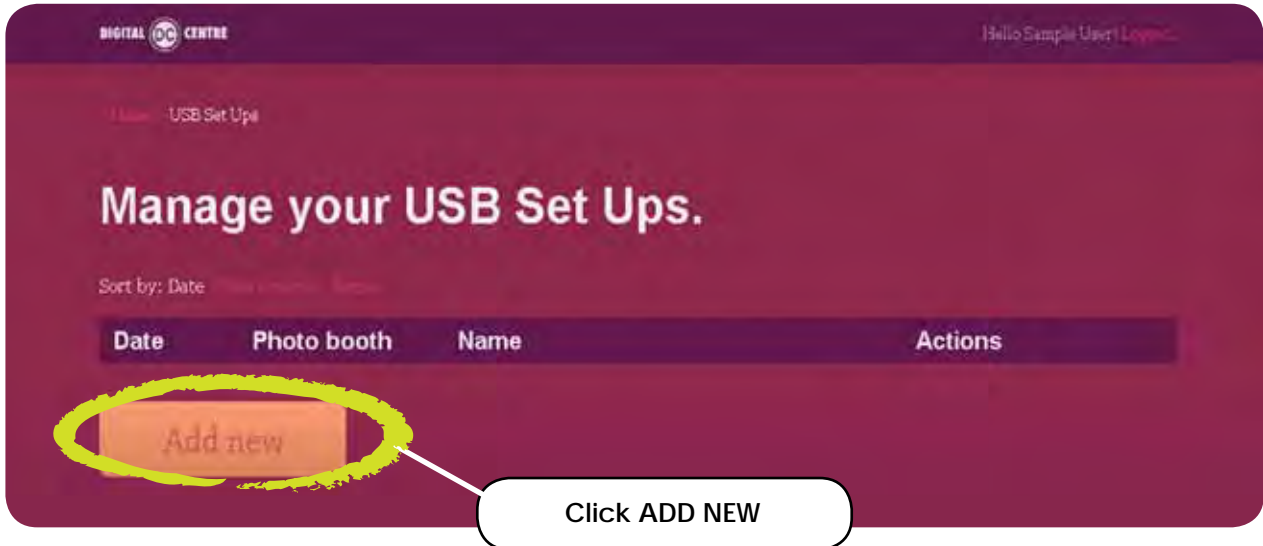 DIGITAL DC CENTRE
Hello Sample User! Logout
USB Set Ups
Manage your USB Set Ups.
Sort by: Date
Date Photo booth Name Actions
Add new
Click ADD NEW